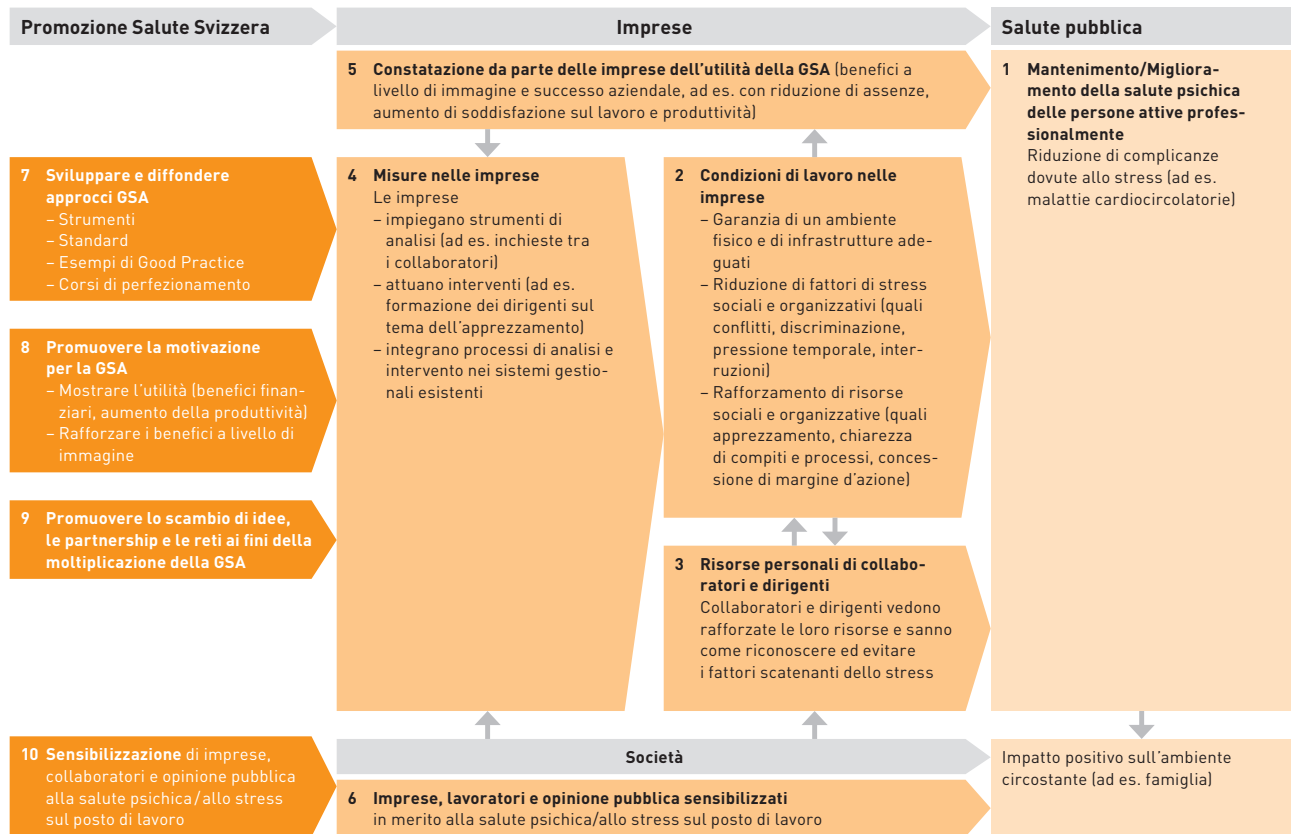 Promozione Salute Svizzera
Imprese
Salute pubblica
5 Constatazione da parte delle imprese dell'utilità della GSA (benefici a
livello di immagine e successo aziendale, ad es. con riduzione di assenze,
aumento di soddisfazione sul lavoro e produttività)
1 Mantenimento/Migliora-
mento della salute psichica
delle persone attive profes-
sionalmente
Riduzione di complicanze
dovute allo stress (ad es.
malattie cardiocircolatorie)
7 Sviluppare e diffondere
approcci GSA
– Strumenti
– Standard
– Esempi di Good Practice
– Corsi di perfezionamento
8 Promuovere la motivazione
per la GSA
– Mostrare l'utilità (benefici finan-
ziari, aumento della produttività)
– Rafforzare i benefici a livello di
immagine
9 Promuovere lo scambio di idee,
le partnership e le reti ai fini della
moltiplicazione della GSA
4 Misure nelle imprese
Le imprese
– impiegano strumenti di
analisi (ad es. inchieste tra
i collaboratori)
– attuano interventi (ad es.
formazione dei dirigenti sul
tema dell'apprezzamento)
– integrano processi di analisi e
intervento nei sistemi gestio-
nali esistenti
2 Condizioni di lavoro nelle
imprese
– Garanzia di un ambiente
fisico e di infrastrutture ade-
guati
– Riduzione di fattori di stress
sociali e organizzativi (quali
conflitti, discriminazione,
pressione temporale, inter-
ruzioni)
– Rafforzamento di risorse
sociali e organizzative (quali
apprezzamento, chiarezza
di compiti e processi, conces-
sione di margine d'azione)
3 Risorse personali di collabo-
ratori e dirigenti
Collaboratori e dirigenti vedono
rafforzate le loro risorse e sanno
come riconoscere ed evitare
i fattori scatenanti dello stress
10 Sensibilizzazione di imprese,
collaboratori e opinione pubblica
alla salute psichica/allo stress
sul posto di lavoro
Società
6 Imprese, lavoratori e opinione pubblica sensibilizzati
in merito alla salute psichica/allo stress sul posto di lavoro
Impatto positivo sull'ambiente
circostante (ad es. famiglia)